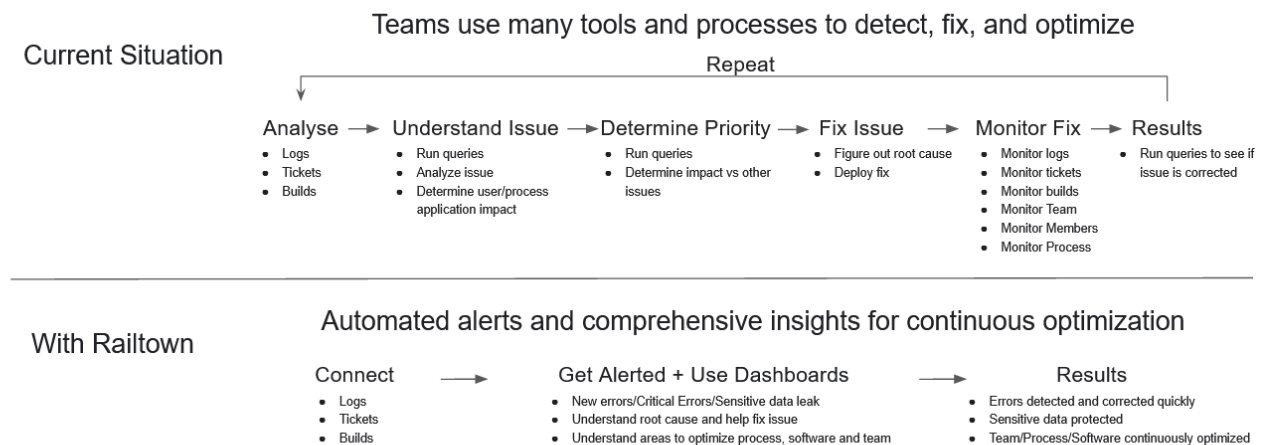 Teams use many tools and processes to detect, fix, and optimize
Current Situation
Repeat
Analyse
• Logs
• Tickets
• Builds
Understand Issue
• Run queries
• Analyze issue
• Determine user/process
application impact
Determine Priority
• Run queries
• Determine impact vs other
issues
Fix Issue
• Figure out root cause
• Deploy fix
Monitor Fix
• Monitor logs
• Monitor tickets
• Monitor builds
• Monitor Team
• Monitor Members
• Monitor Process
Results
• Run queries to see if
issue is corrected
Automated alerts and comprehensive insights for continuous optimization
With Railtown
Connect
• Logs
• Tickets
• Builds
Get Alerted + Use Dashboards
• New errors/Critical Errors/Sensitive data leak
• Understand root cause and help fix issue
• Understand areas to optimize process, software and team
Results
• Errors detected and corrected quickly
• Sensitive data protected
• Team/Process/Software continuously optimized